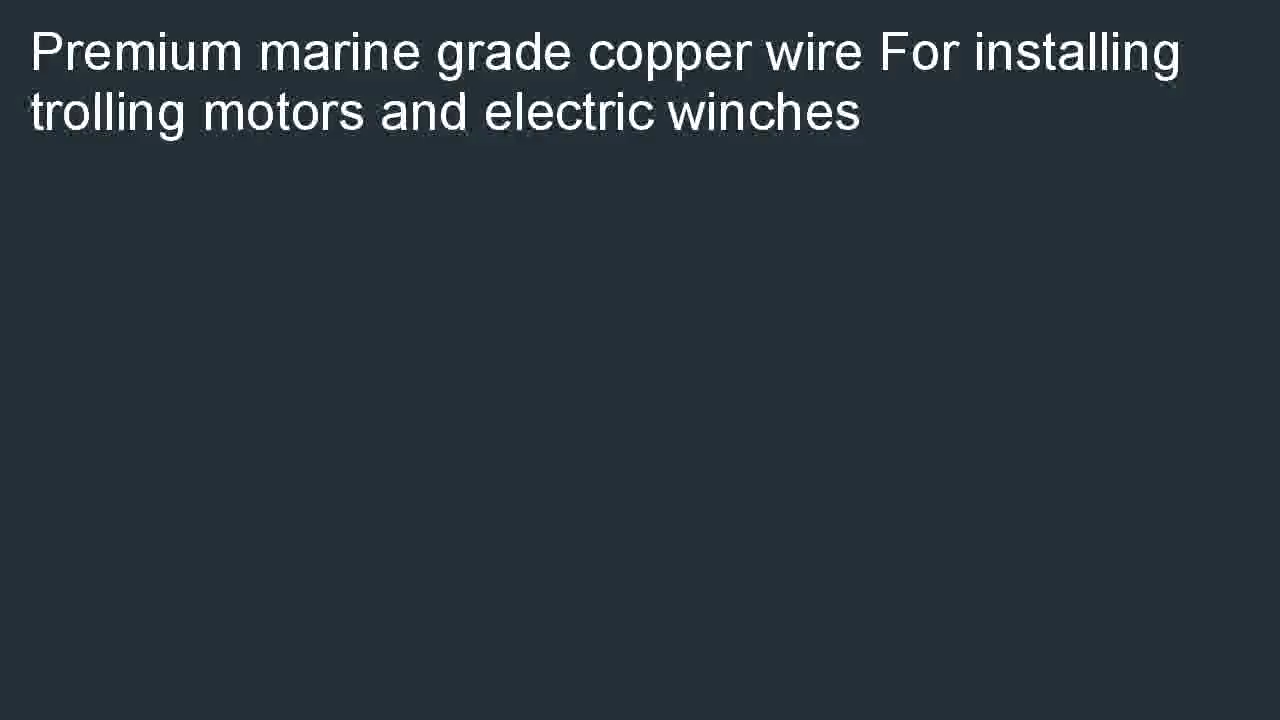 Premium marine grade copper wire For installing
trolling motors and electric winches